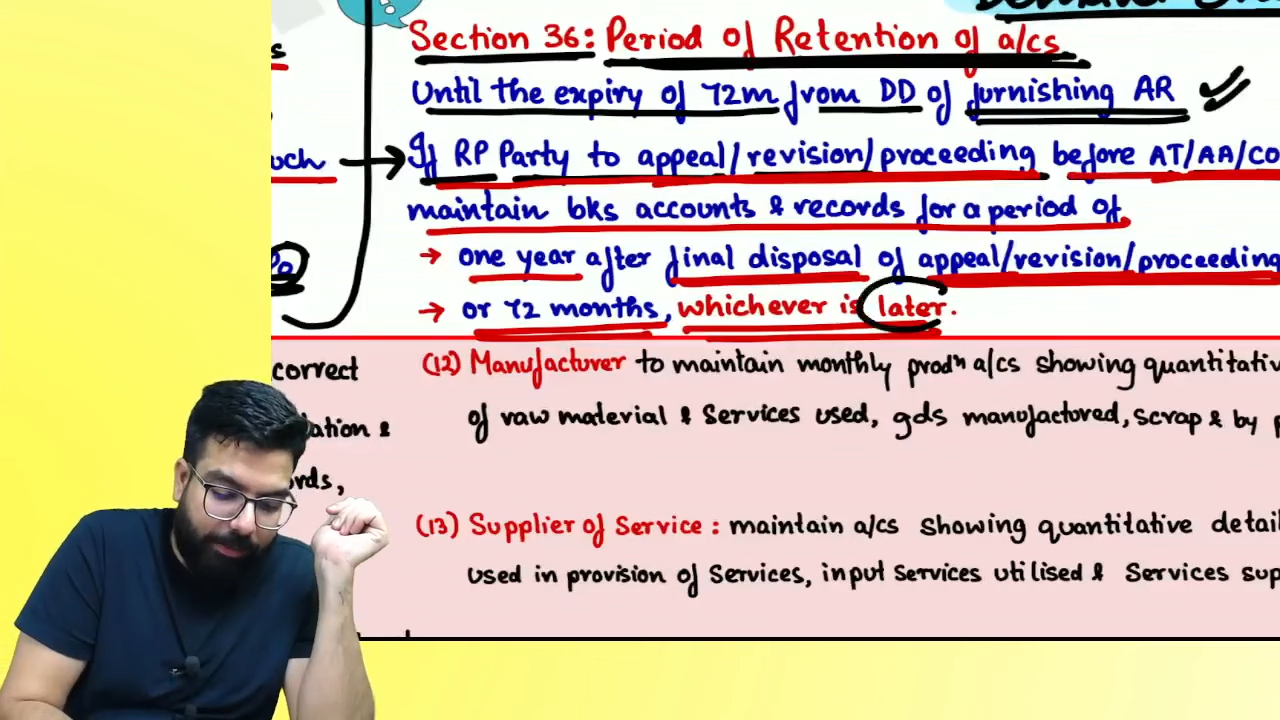 Section 36: Period of Retention of a/cs
Until the expiry of 72m from DD of furnishing AR
If RP Party to appeal/revision/proceeding before AT/AA/CO
maintain bks accounts & records for a period of
→ one year after final disposal of appeal/revision/proceeding
→ or 72 months, whichever is later.
correct
(12) Manufacturer to maintain monthly prodn a/cs showing quantitativ
of raw material & Services used, gds manufactured, scrap & by p
(13) Supplier of Service: maintain a/cs showing quantitative detail
used in provision of Services, input Services utilised & Services sup